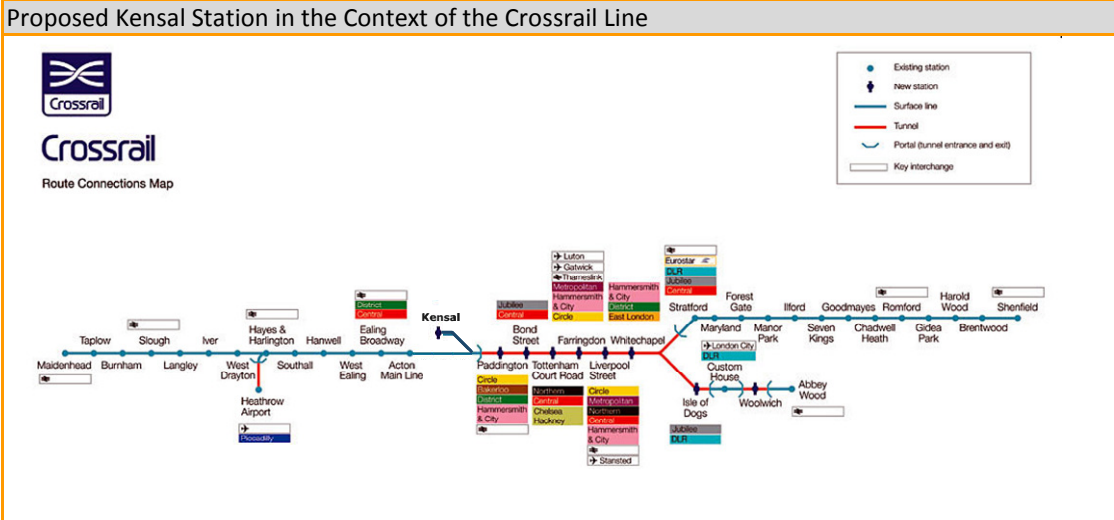 Proposed Kensal Station in the Context of the Crossrail Line
Crossrail
Crossrail
Route Connections Map
Existing station
New station
Surface line
Tunnel
Portal (tunnel entrance and exit)
Key interchange
Maidenhead
Taplow
Burnham
Slough
Langley
Iver
West
Drayton
Hayes &
Harlington
Heathrow
Airport
Piccadilly
Southall
Hanwell
West
Ealing
District
Central
Ealing
Broadway
Acton
Main Line
Kensal
Paddington
Circle
Bakerloo
District
Hammersmith
& City
Jubilee
Central
Bond
Street
Tottenham
Court Road
Northern
Central
Chelsea
Hackney
Luton
Gatwick
Thameslink
Metropolitan
Hammersmith
& City
Circle
Farringdon
Liverpool
Street
Circle
Metropolitan
Northern
Central
Hammersmith
& City
Stansted
Hammersmith
& City
District
East London
Whitechapel
Eurostar
DLR
Jubilee
Central
Stratford
Maryland
Forest
Gate
Manor
Park
Ilford
Seven
Kings
Goodmayes
Chadwell
Heath
Romford
Gidea
Park
Harold
Wood
Brentwood
Shenfield
Isle of
Dogs
Jubilee
DLR
London City
DLR
Custom
House
Woolwich
Abbey
Wood